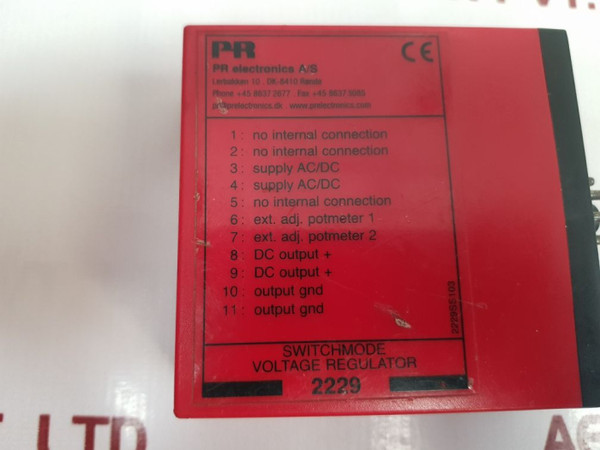 PR
CE
PR electronics A/S
Lerbakken 10 . DK-8410 Rønde
Phone +45 8637 2677 Fax +45 8637 3085
pr@prelectronics.dk www.prelectronics.com
1: no internal connection
2: no internal connection
3: supply AC/DC
4: supply AC/DC
5: no internal connection
6: ext. adj. potmeter 1
7: ext. adj. potmeter 2
8: DC output +
9: DC output +
10: output gnd
11: output gnd
2229S5103
SWITCHMODE
VOLTAGE REGULATOR
2229
LTD